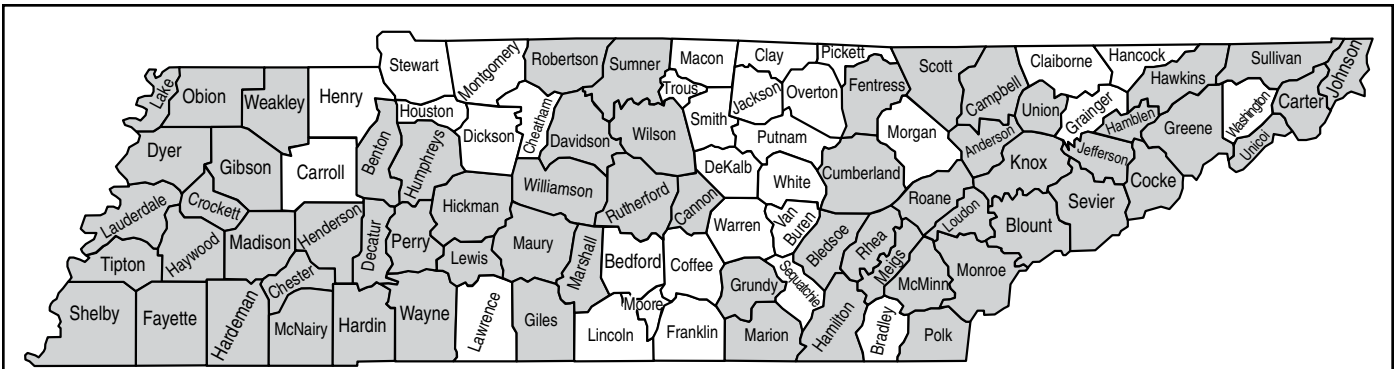 Stewart
Montgomery
Robertson
Sumner
Macon
Clay
Pickett
Scott
Campbell
Claiborne
Hancock
Hawkins
Sullivan
Johnson
Lake
Obion
Weakley
Henry
Houston
Dickson
Cheatham
Davidson
Wilson
Trous
Smith
Jackson
Overton
Fentress
Morgan
Anderson
Union
Grainger
Hamblen
Greene
Washington
Carter
Unicoi
Dyer
Gibson
Carroll
Benton
Humphreys
Putnam
DeKalb
White
Cumberland
Roane
Knox
Jefferson
Cocke
Sevier
Lauderdale
Crockett
Haywood
Madison
Henderson
Decatur
Perry
Hickman
Williamson
Rutherford
Cannon
Warren
Van
Buren
Bledsoe
Rhea
Meigs
Loudon
Blount
Tipton
Chester
Lewis
Maury
Marshall
Bedford
Coffee
Grundy
Sequatchie
McMinn
Monroe
Shelby
Fayette
Hardeman
McNairy
Hardin
Wayne
Lawrence
Giles
Lincoln
Moore
Franklin
Marion
Hamilton
Bradley
Polk